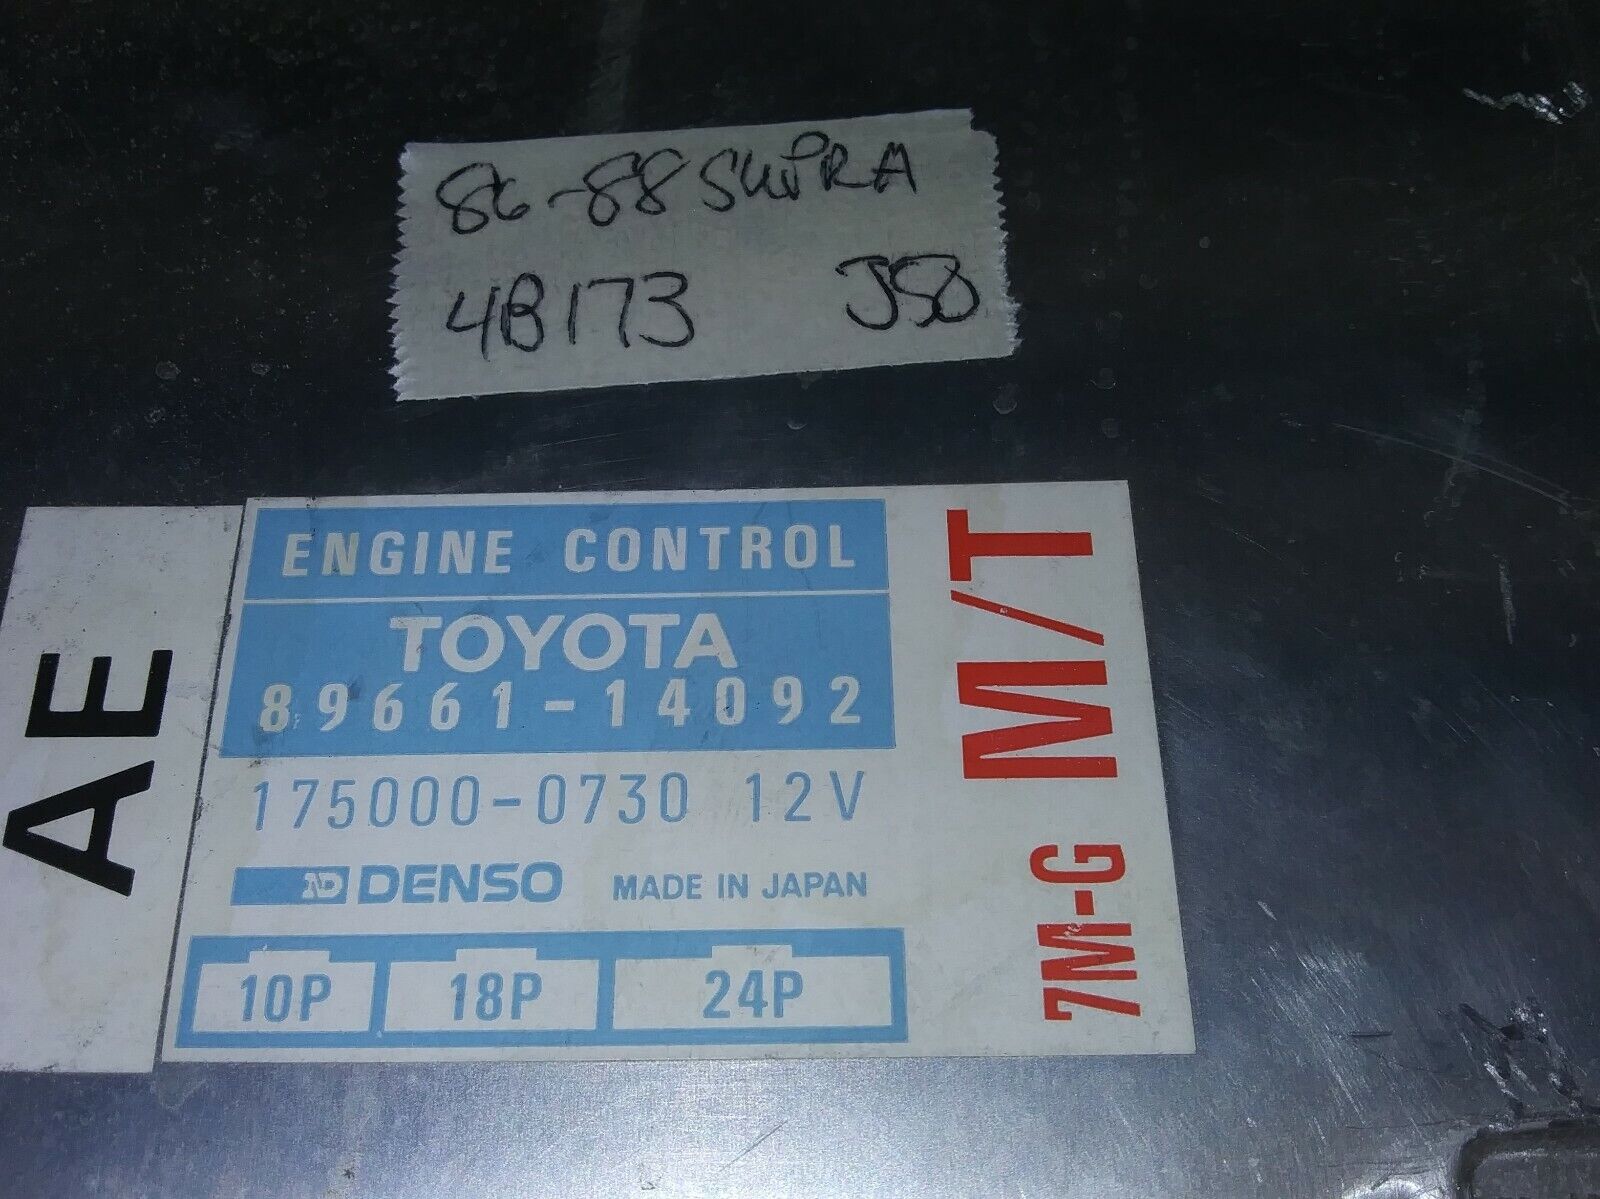 86-88 SUPRA
4B173 J50
AE
ENGINE CONTROL
TOYOTA
89661-14092
175000-0730 12V
ND DENSO MADE IN JAPAN
10P 18P 24P
7M-G M/T